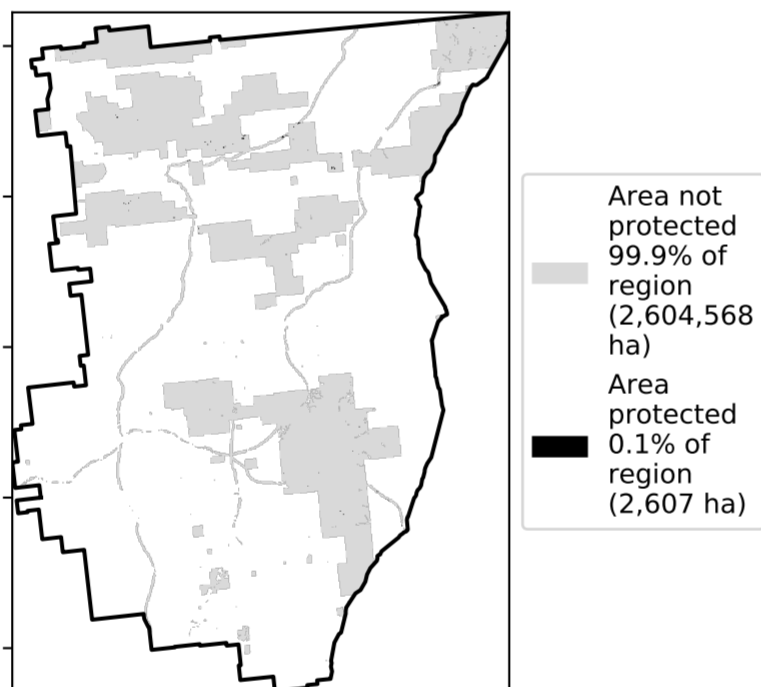 Area not
protected
99.9% of
region
(2,604,568
ha)
Area
protected
0.1% of
region
(2,607 ha)